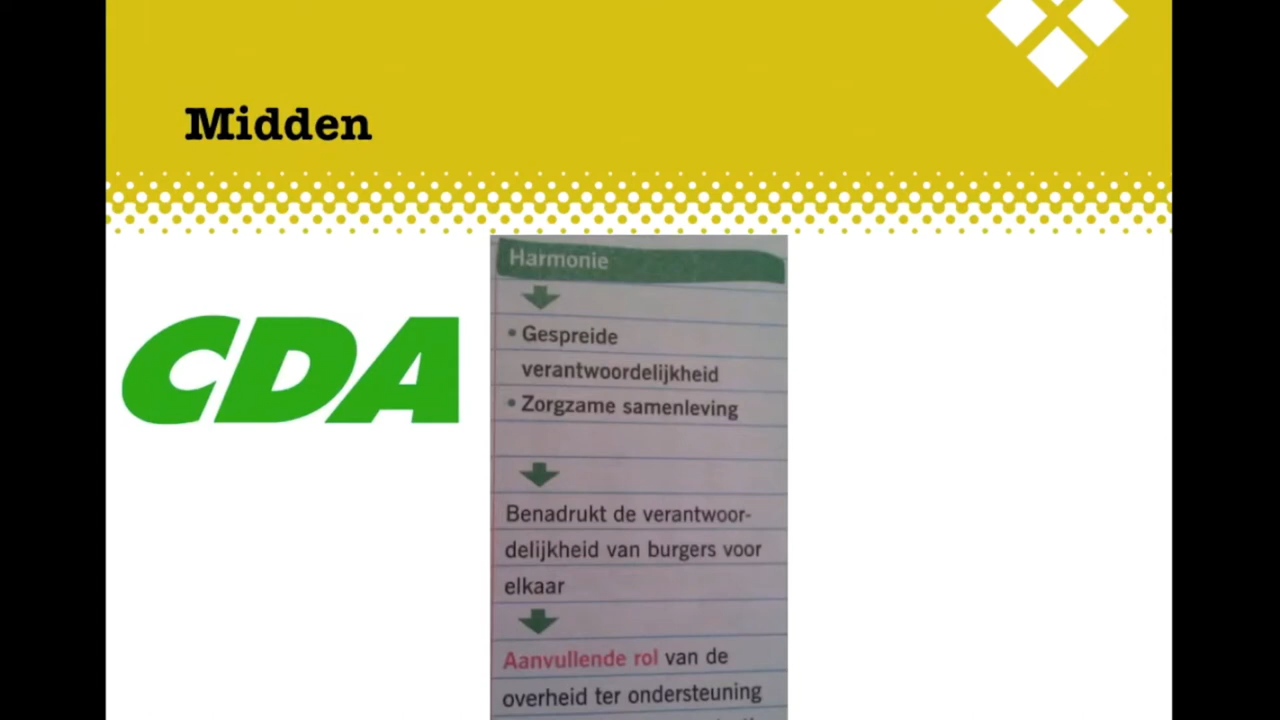 Midden
CDA
Harmonie
• Gespreide
verantwoordelijkheid
• Zorgzame samenleving
Benadrukt de verantwoor-
delijkheid van burgers voor
elkaar
Aanvullende rol van de
overheid ter ondersteuning